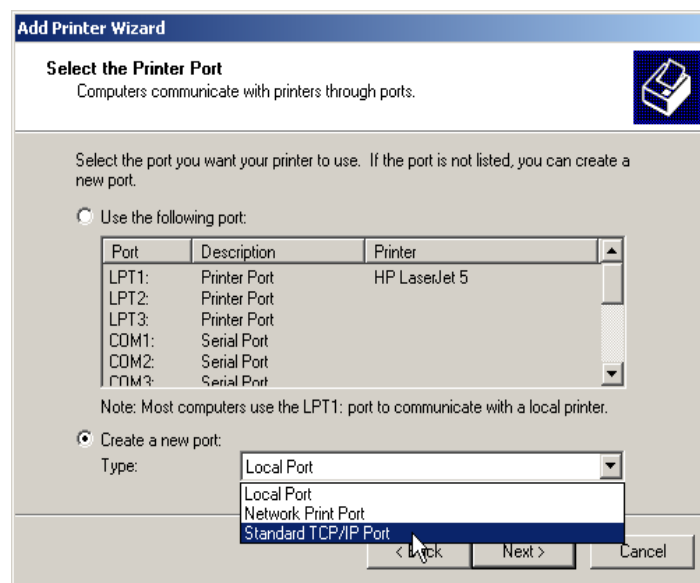 Add Printer Wizard
Select the Printer Port
Computers communicate with printers through ports.
Select the port you want your printer to use. If the port is not listed, you can create a
new port.
Use the following port:
Port Description Printer
LPT1: Printer Port HP LaserJet 5
LPT2: Printer Port
LPT3: Printer Port
COM1: Serial Port
COM2: Serial Port
COM3: Serial Port
Note: Most computers use the LPT1: port to communicate with a local printer.
Create a new port:
Type: Local Port
Local Port
Network Print Port
Standard TCP/IP Port
< Back Next > Cancel